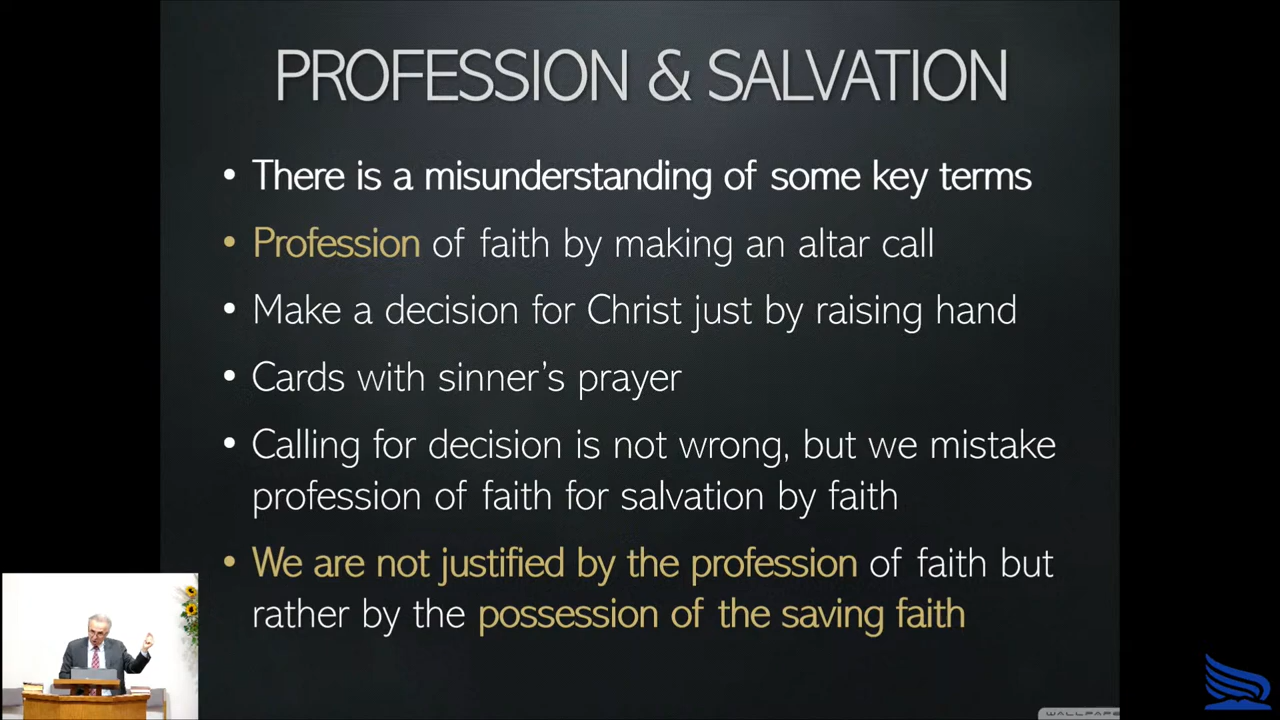 PROFESSION & SALVATION
• There is a misunderstanding of some key terms
• Profession of faith by making an altar call
• Make a decision for Christ just by raising hand
• Cards with sinner's prayer
• Calling for decision is not wrong, but we mistake
profession of faith for salvation by faith
• We are not justified by the profession of faith but
rather by the possession of the saving faith